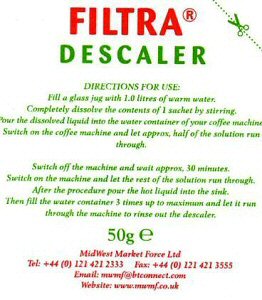 FILTRA®
DESCALER
DIRECTIONS FOR USE:
Fill a glass jug with 1.0 litres of warm water.
Completely dissolve the contents of 1 sachet by stirring.
Pour the dissolved liquid into the water container of your coffee machine
Switch on the coffee machine and let approx, half of the solution run
through.
Switch off the machine and wait approx, 30 minutes.
Switch on the machine and let the rest of the solution run through.
After the procedure pour the hot liquid into the sink.
Then fill the water container 3 times up to maximum and let it run
through the machine to rinse out the descaler.
50g ℮
MidWest Market Force Ltd
Tel: +44 (0) 121 421 2333 Fax: +44 (0) 121 421 3555
Email: mwmf@btconnect.com
Website: www.mwmf.co.uk